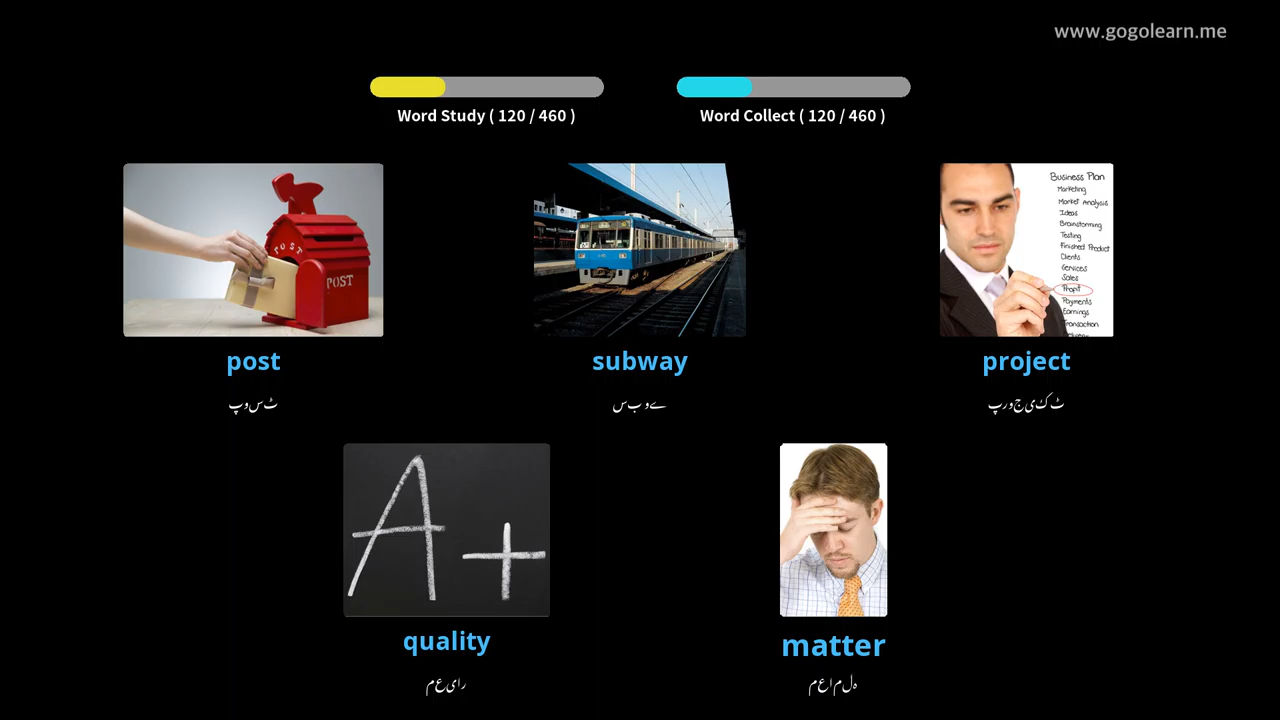 www.gogolearn.me
Word Study ( 120 / 460 )
Word Collect ( 120 / 460 )
POST
POST
Business Plan
Marketing
Market Analysis
Ideas
Brainstorming
Testing
Finished Product
Clients
Services
Sales
Profit
Payments
Earnings
Transaction
post
subway
project
پوسٹ
سب وے
پروجیکٹ
A+
quality
matter
معیار
معاملہ